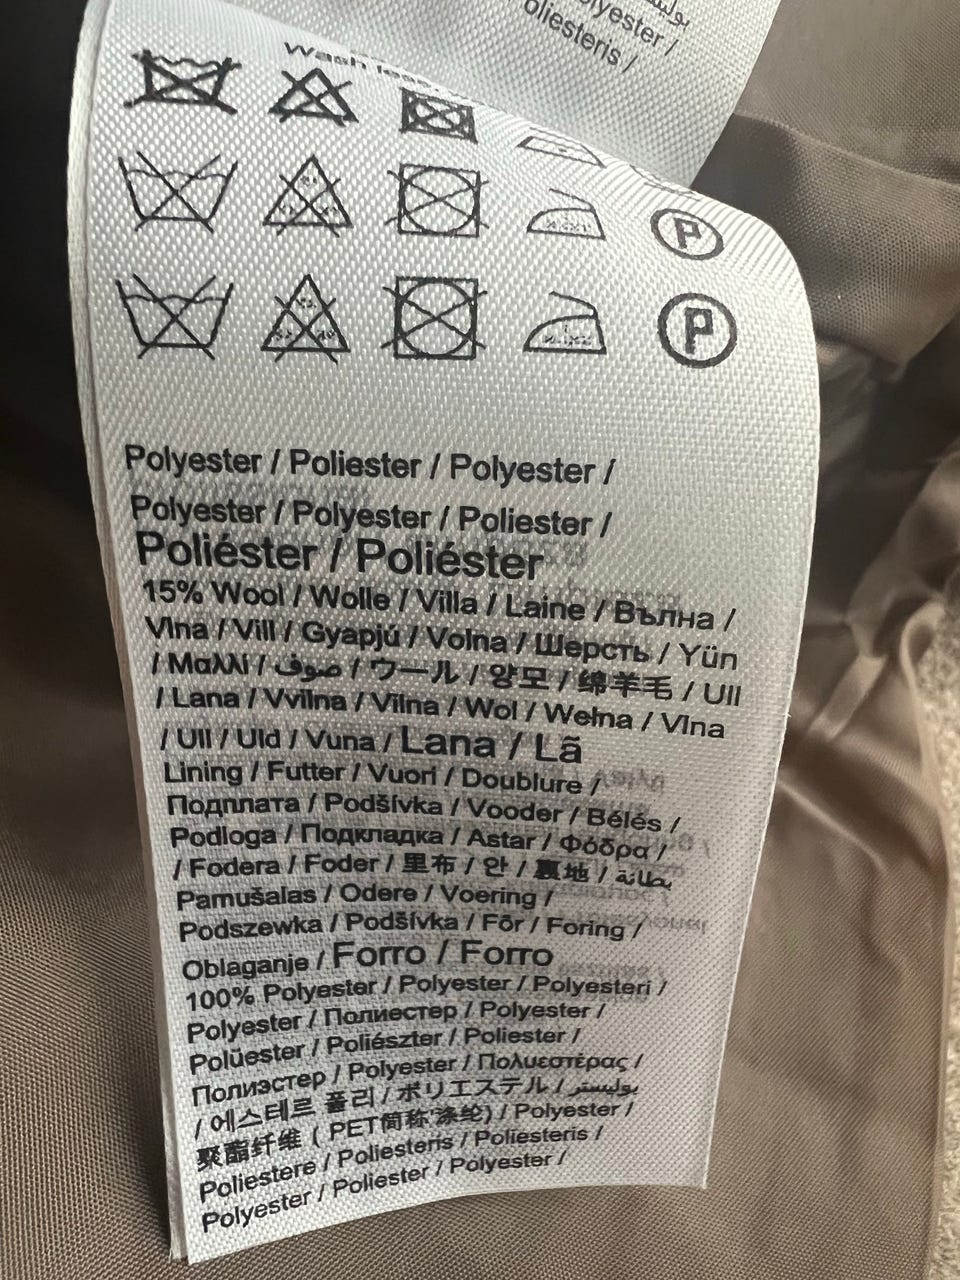 Polyester /
oliesteris /
Wash
P
P
Polyester / Poliester / Polyester /
Polyester / Polyester / Poliester /
Poliéster / Poliéster
15% Wool / Wolle / Villa / Laine / Вълна /
Vlna / Vill / Gyapjú / Volna / Шерсть / Yün
/ Μαλλί / صوف / ウール / 양모 / 绵羊毛 / Ull
/ Lana / Vvilna / Vilna / Wol / Wełna / Vlna
/ Ull / Uld / Vuna / Lana / Lã
Lining / Futter / Vuori / Doublure /
Подплата / Podšívka / Vooder / Bélés /
Podloga / Подкладка / Astar / Φόδρα /
/ Fodera / Foder / 里布 / 안 / 裏地 / بطانة
Pamušalas / Odere / Voering /
Podszewka / Podšívka / Fôr / Foring /
Oblaganje / Forro / Forro
100% Polyester / Polyester / Polyesteri /
Polyester / Полиестер / Polyester /
Polüester / Poliészter / Poliester /
Полиэстер / Polyester / Πολυεστέρας /
/ 에스테르 폴리 / ポリエステル / بوليستر
聚酯纤维 ( PET简称'涤纶) / Polyester /
Poliestere / Poliesteris / Poliesteris /
Polyester / Poliester / Polyester /